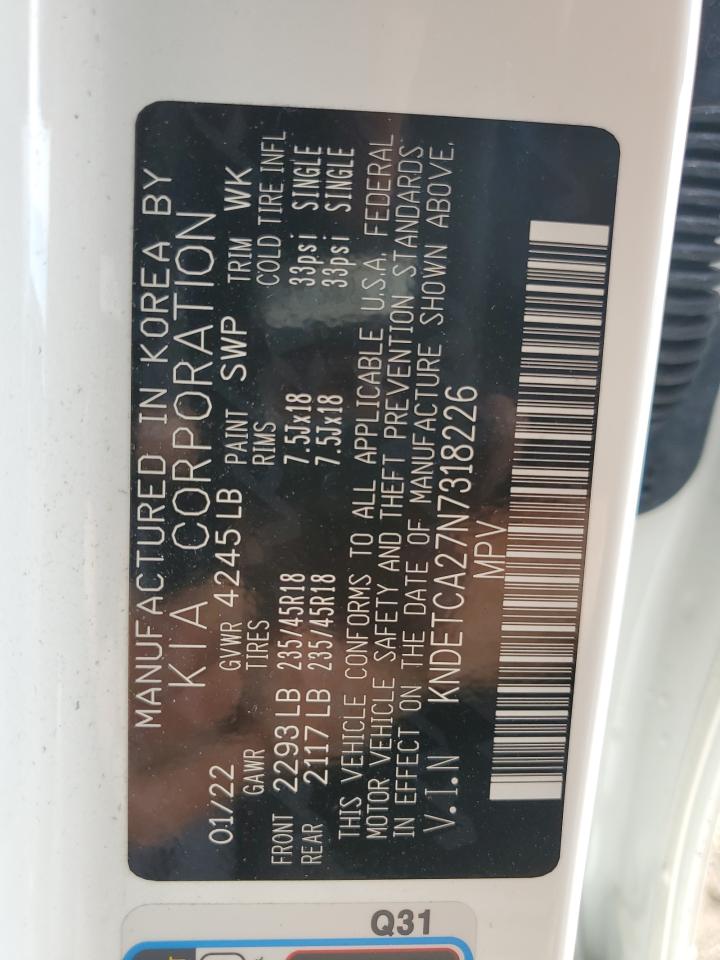 MANUFACTURED IN KOREA BY
KIA CORPORATION
01/22 GVWR 4245 LB PAINT SWP TRIM WK
GAWR TIRES RIMS COLD TIRE INFL
FRONT 2293 LB 235/45R18 7.5Jx18 33psi SINGLE
REAR 2117 LB 235/45R18 7.5Jx18 33psi SINGLE
THIS VEHICLE CONFORMS TO ALL APPLICABLE U.S.A. FEDERAL
MOTOR VEHICLE SAFETY AND THEFT PREVENTION STANDARDS
IN EFFECT ON THE DATE OF MANUFACTURE SHOWN ABOVE.
V.I.N KNDETCA27N7318226
MPV
Q31